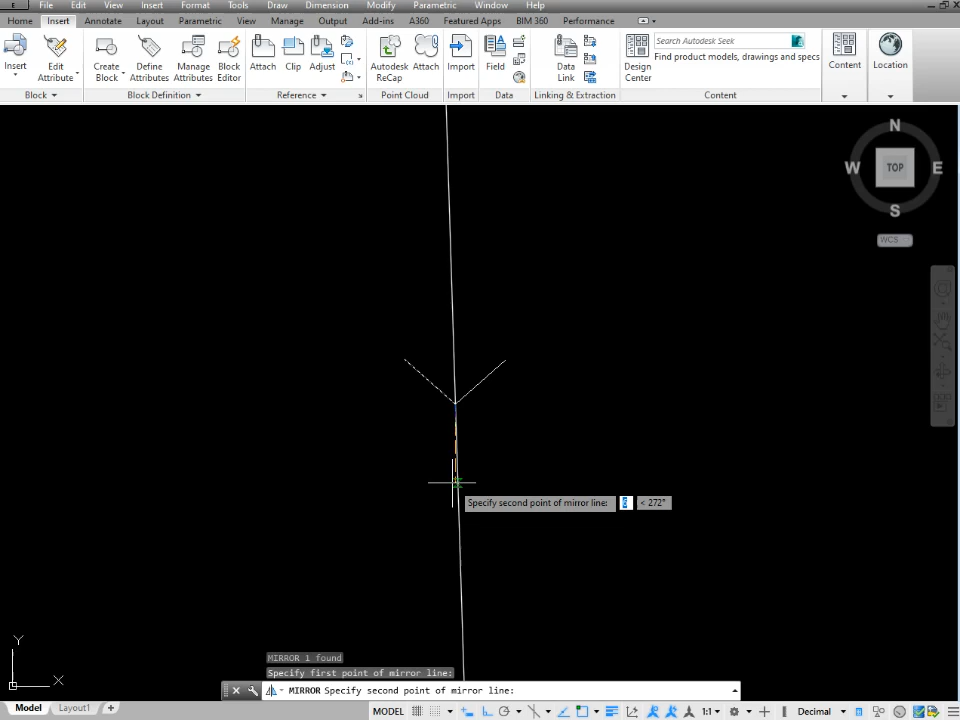 File Edit View Insert Format Tools Draw Dimension Modify Parametric Window Help
Home Insert Annotate Layout Parametric View Manage Output Add-ins A360 Featured Apps BIM 360 Performance
Search Autodesk Seek
Find product models, drawings and specs
Insert Edit Attribute Create Block Define Attributes Manage Attributes Block Editor Attach Clip Adjust Autodesk ReCap Attach Import Field Data Link Design Center Content Location
Block Block Definition Reference Point Cloud Import Data Linking & Extraction Content
N
W TOP E
S
WCS
Specify second point of mirror line: 6 < 272°
Y
X
MIRROR 1 found
Specify first point of mirror line:
MIRROR Specify second point of mirror line:
Model Layout1 + MODEL 1:1 Decimal